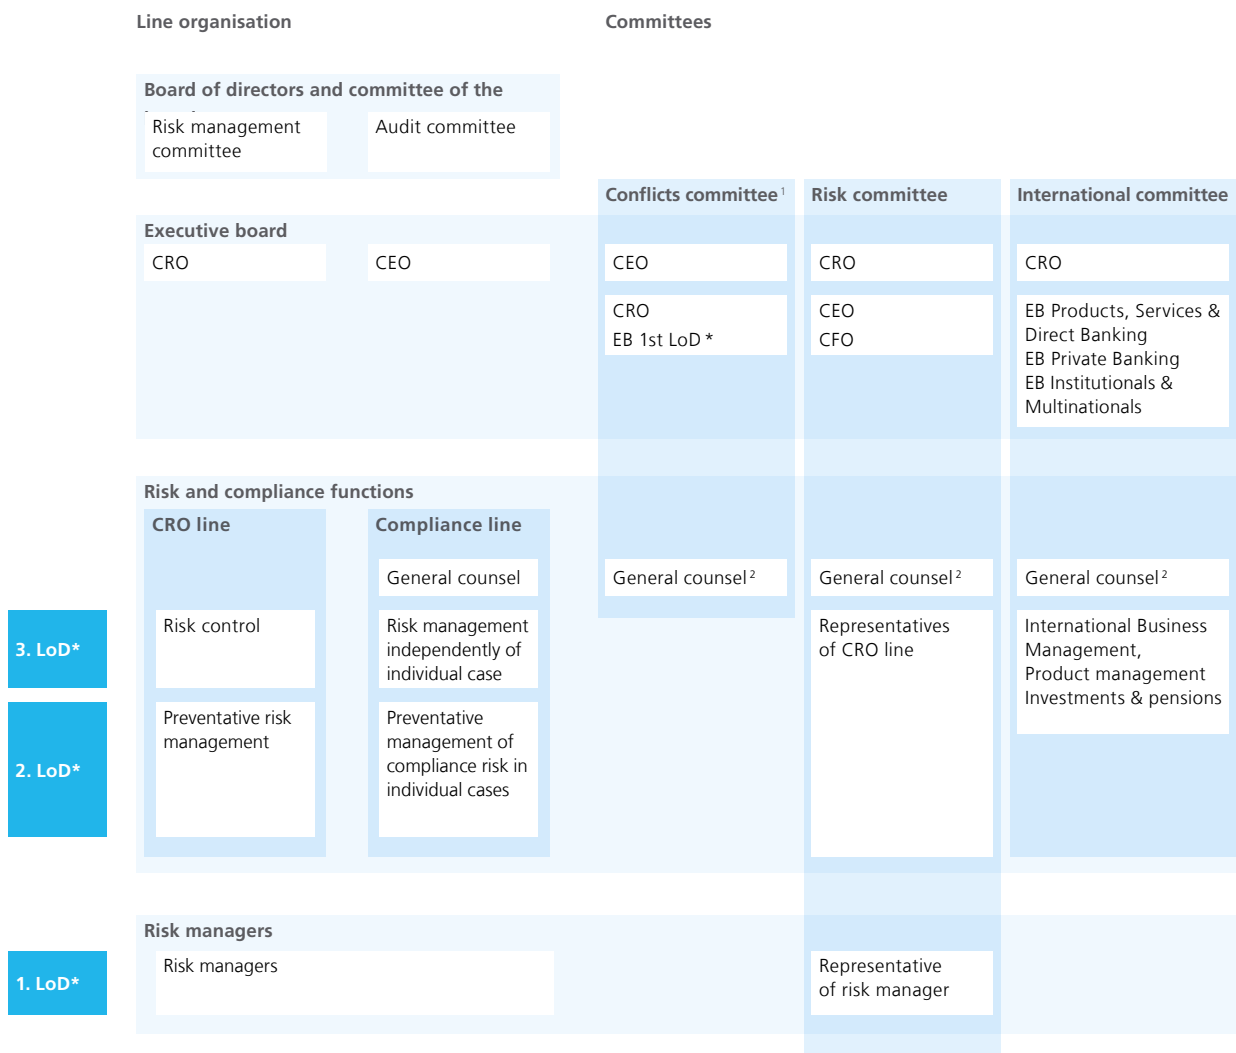 Line organisation
Committees
Board of directors and committee of the
Risk management
committee
Audit committee
Conflicts committee 1
Risk committee
International committee
Executive board
CRO
CEO
CEO
CRO
EB 1st LoD *
CRO
CEO
CFO
CRO
EB Products, Services &
Direct Banking
EB Private Banking
EB Institutionals &
Multinationals
Risk and compliance functions
CRO line
Compliance line
General counsel
General counsel 2
General counsel 2
General counsel 2
3. LoD*
Risk control
Risk management
independently of
individual case
Representatives
of CRO line
International Business
Management,
Product management
Investments & pensions
2. LoD*
Preventative risk
management
Preventative
management of
compliance risk in
individual cases
Risk managers
1. LoD*
Risk managers
Representative
of risk manager